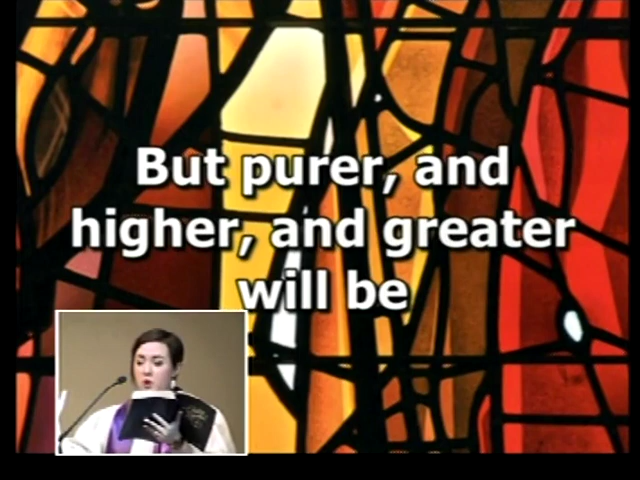 But purer, and
higher, and greater
will be